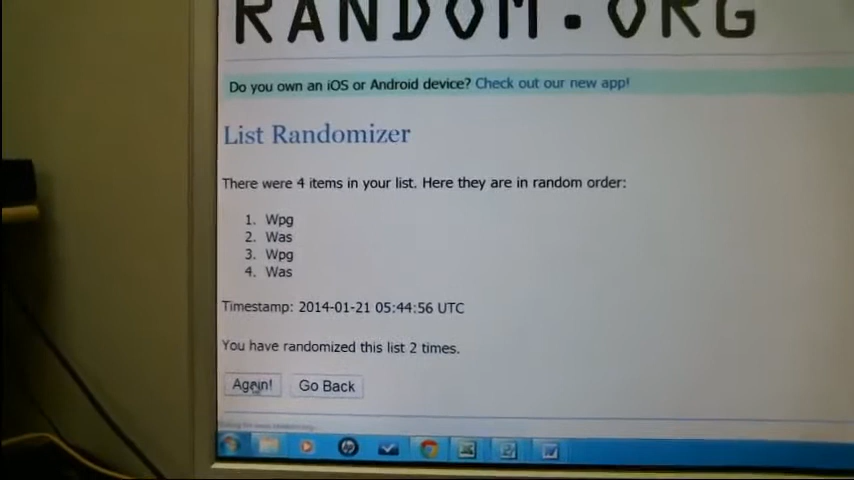 RANDOM.ORG
Do you own an iOS or Android device? Check out our new app!
List Randomizer
There were 4 items in your list. Here they are in random order:
1. Wpg
2. Was
3. Wpg
4. Was
Timestamp: 2014-01-21 05:44:56 UTC
You have randomized this list 2 times.
Again! Go Back